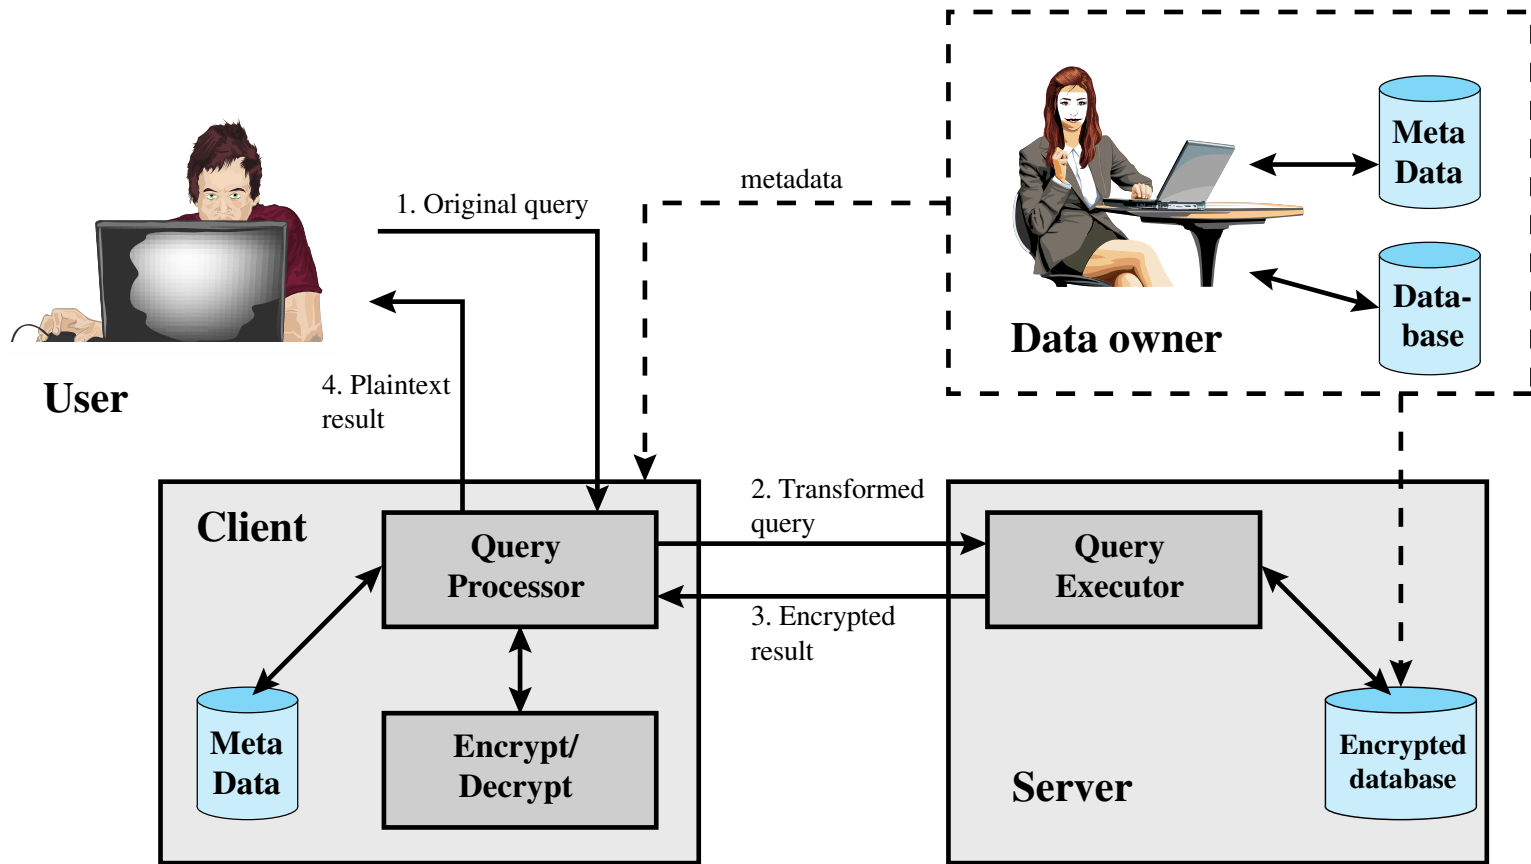 Meta
Data
metadata
1. Original query
Data-
base
Data owner
4. Plaintext
result
User
2. Transformed
query
Client
Query
Processor
Query
Executor
3. Encrypted
result
Meta
Data
Encrypt/
Decrypt
Encrypted
database
Server